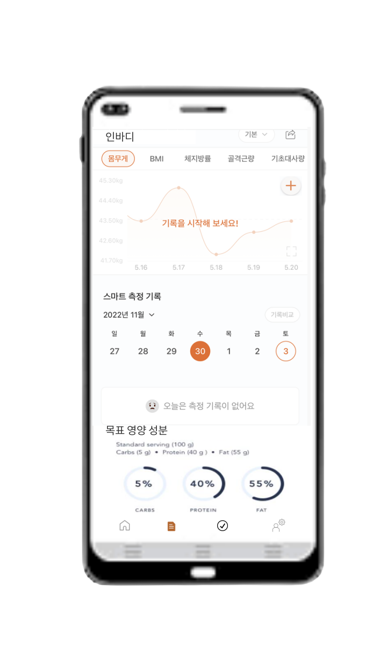 인바디
기본
몸무게 BMI 체지방률 골격근량 기초대사량
45.30kg
44.40kg
43.50kg
42.60kg
41.70kg
기록을 시작해 보세요!
5.16 5.17 5.18 5.19 5.20
스마트 측정 기록
2022년 11월
기록비교
일 월 화 수 목 금 토
27 28 29 30 1 2 3
오늘은 측정 기록이 없어요
목표 영양 성분
Standard serving (100 g)
Carbs (5 g) • Protein (40 g ) • Fat (55 g)
5% 40% 55%
CARBS PROTEIN FAT